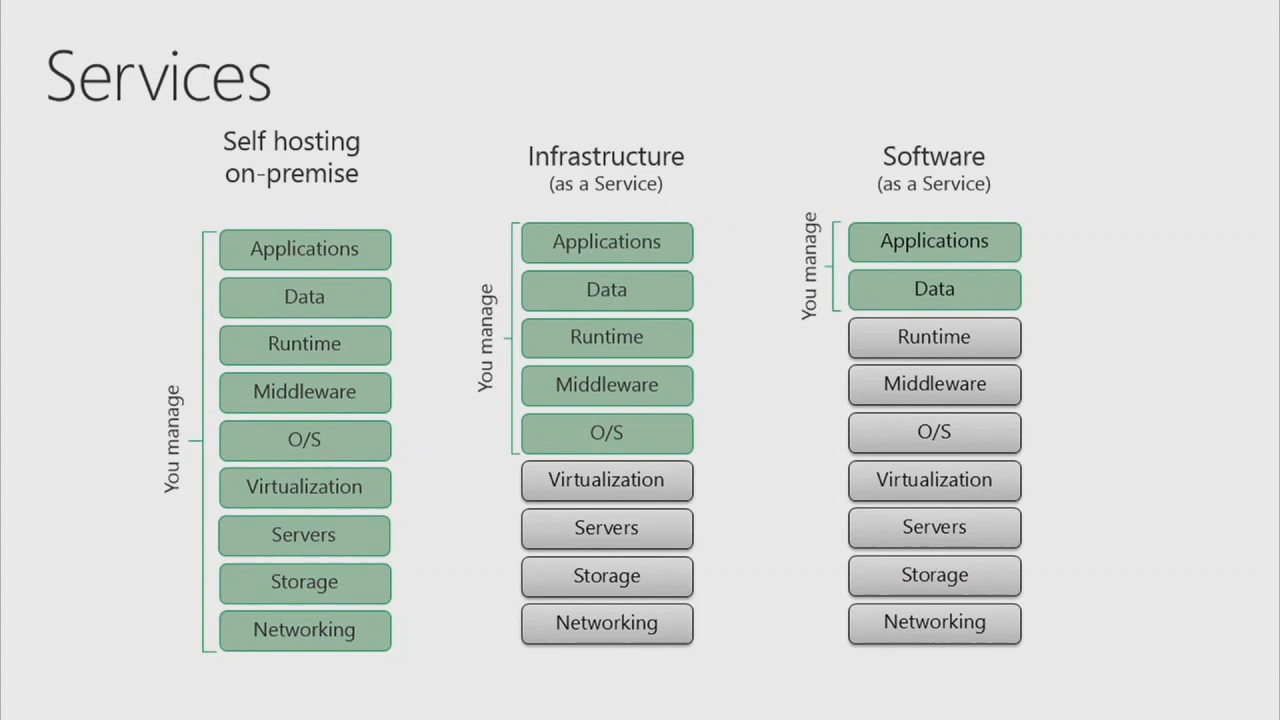 Services
Self hosting
on-premise
You manage
Applications
Data
Runtime
Middleware
O/S
Virtualization
Servers
Storage
Networking
Infrastructure
(as a Service)
You manage
Applications
Data
Runtime
Middleware
O/S
Virtualization
Servers
Storage
Networking
Software
(as a Service)
You manage
Applications
Data
Runtime
Middleware
O/S
Virtualization
Servers
Storage
Networking